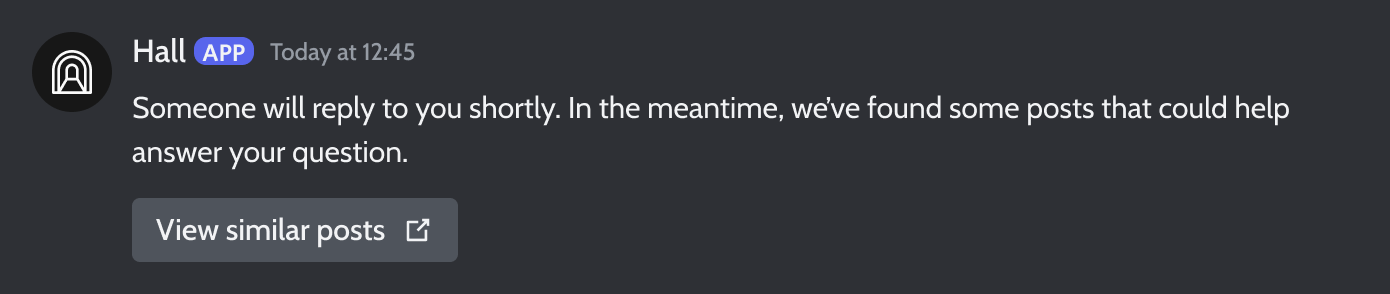 Hall APP Today at 12:45
Someone will reply to you shortly. In the meantime, we’ve found some posts that could help
answer your question.
View similar posts